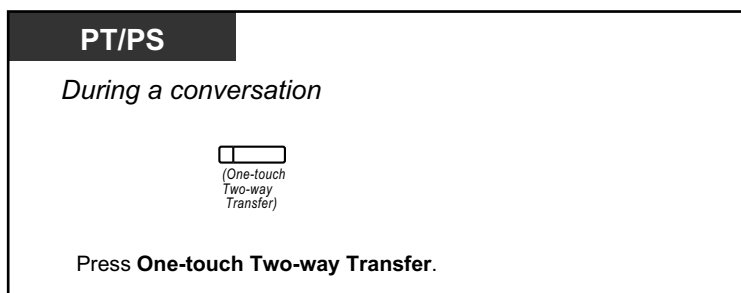 PT/PS
During a conversation
(One-touch
Two-way
Transfer)
Press One-touch Two-way Transfer.